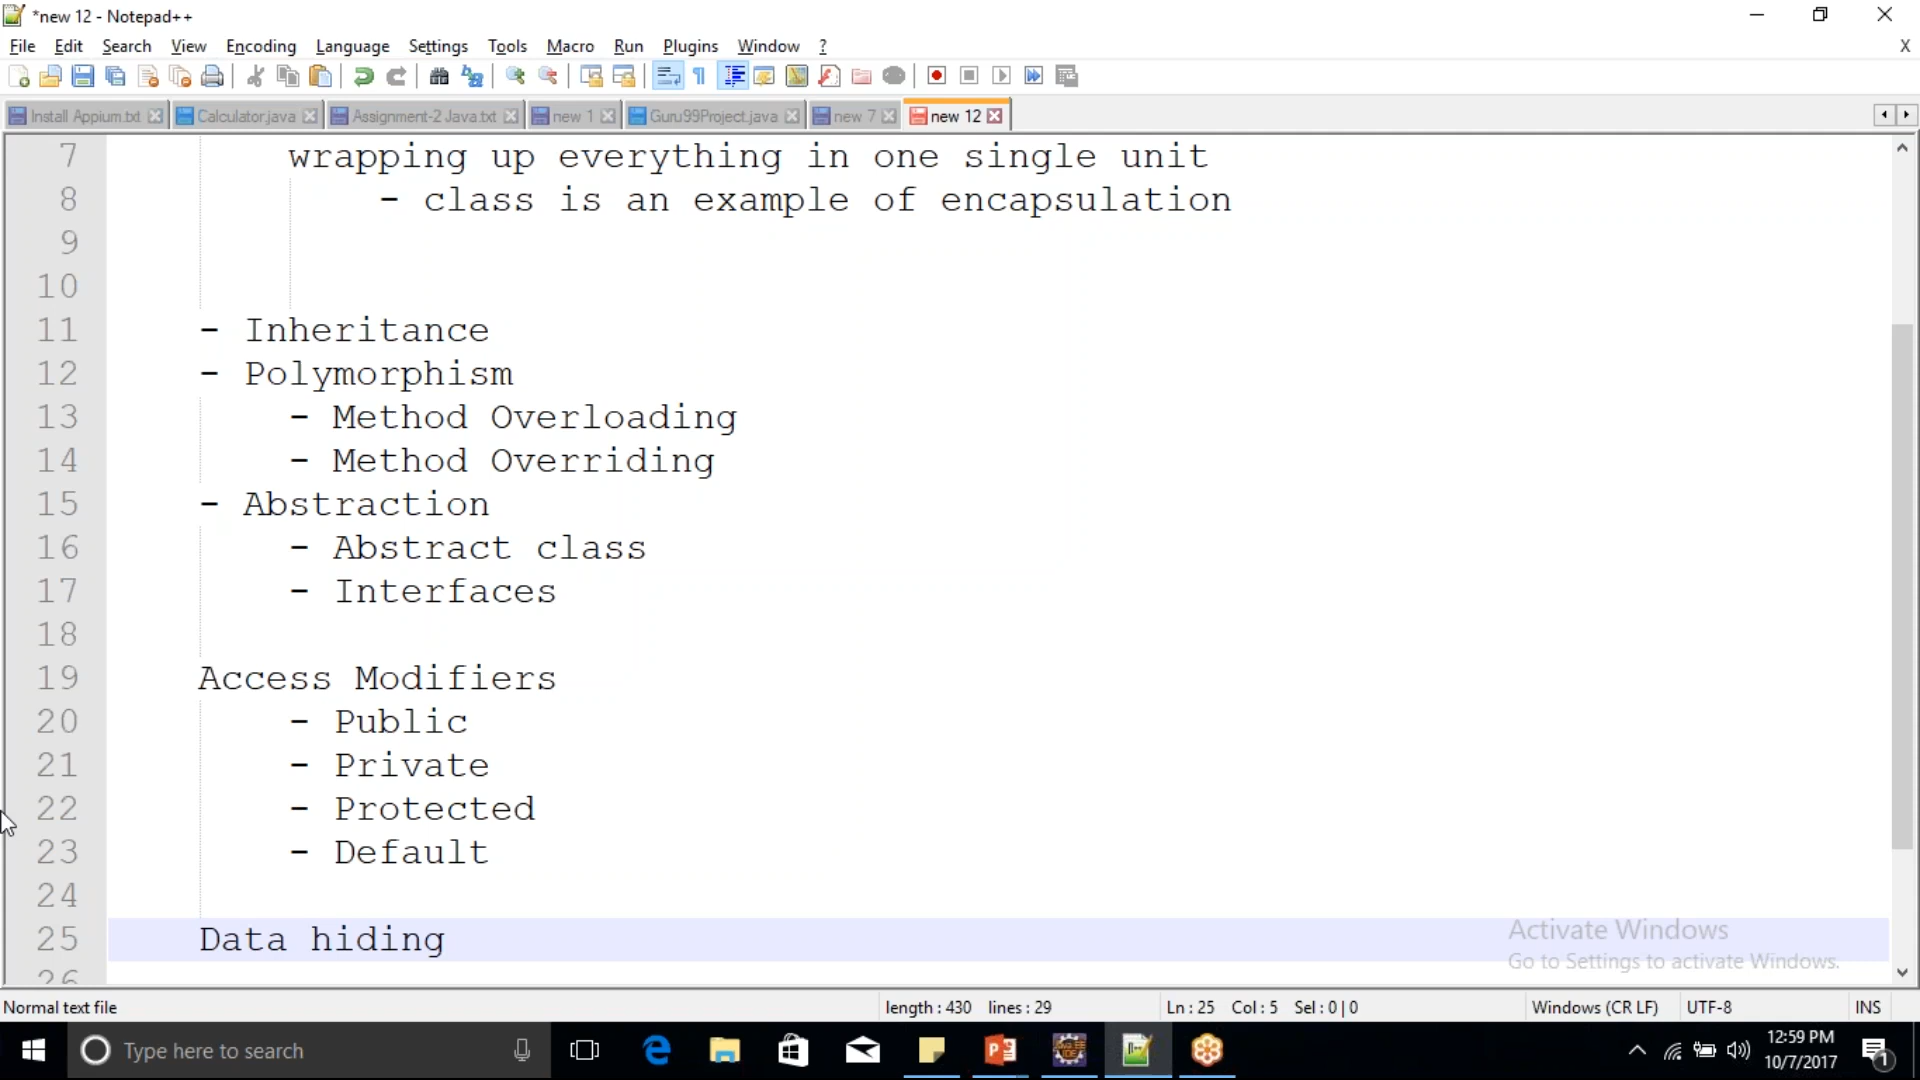 *new 12 - Notepad++
File Edit Search View Encoding Language Settings Tools Macro Run Plugins Window ? X
Install Appium.txt Calculator.java Assignment-2 Java.txt new 1 Guru99Project.java new 7 new 12
7 wrapping up everything in one single unit
8 - class is an example of encapsulation
9
10
11 - Inheritance
12 - Polymorphism
13 - Method Overloading
14 - Method Overriding
15 - Abstraction
16 - Abstract class
17 - Interfaces
18
19 Access Modifiers
20 - Public
21 - Private
22 - Protected
23 - Default
24
25 Data hiding
26
Activate Windows
Go to Settings to activate Windows.
Normal text file length : 430 lines : 29 Ln : 25 Col : 5 Sel : 0 | 0 Windows (CR LF) UTF-8 INS
Type here to search
12:59 PM
10/7/2017
1